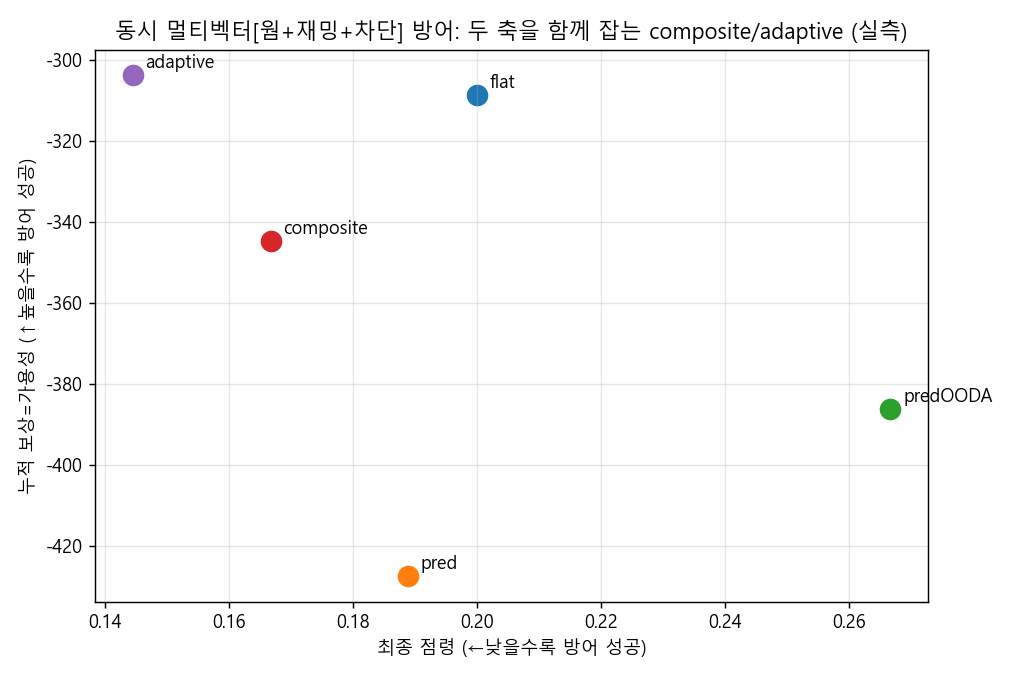 동시 멀티벡터[웜+재밍+차단] 방어: 두 축을 함께 잡는 composite/adaptive (실측)
누적 보상=가용성 (↑높을수록 방어 성공)
-300
-320
-340
-360
-380
-400
-420
adaptive
flat
composite
predOODA
pred
0.14
0.16
0.18
0.20
0.22
0.24
0.26
최종 점령 (←낮을수록 방어 성공)